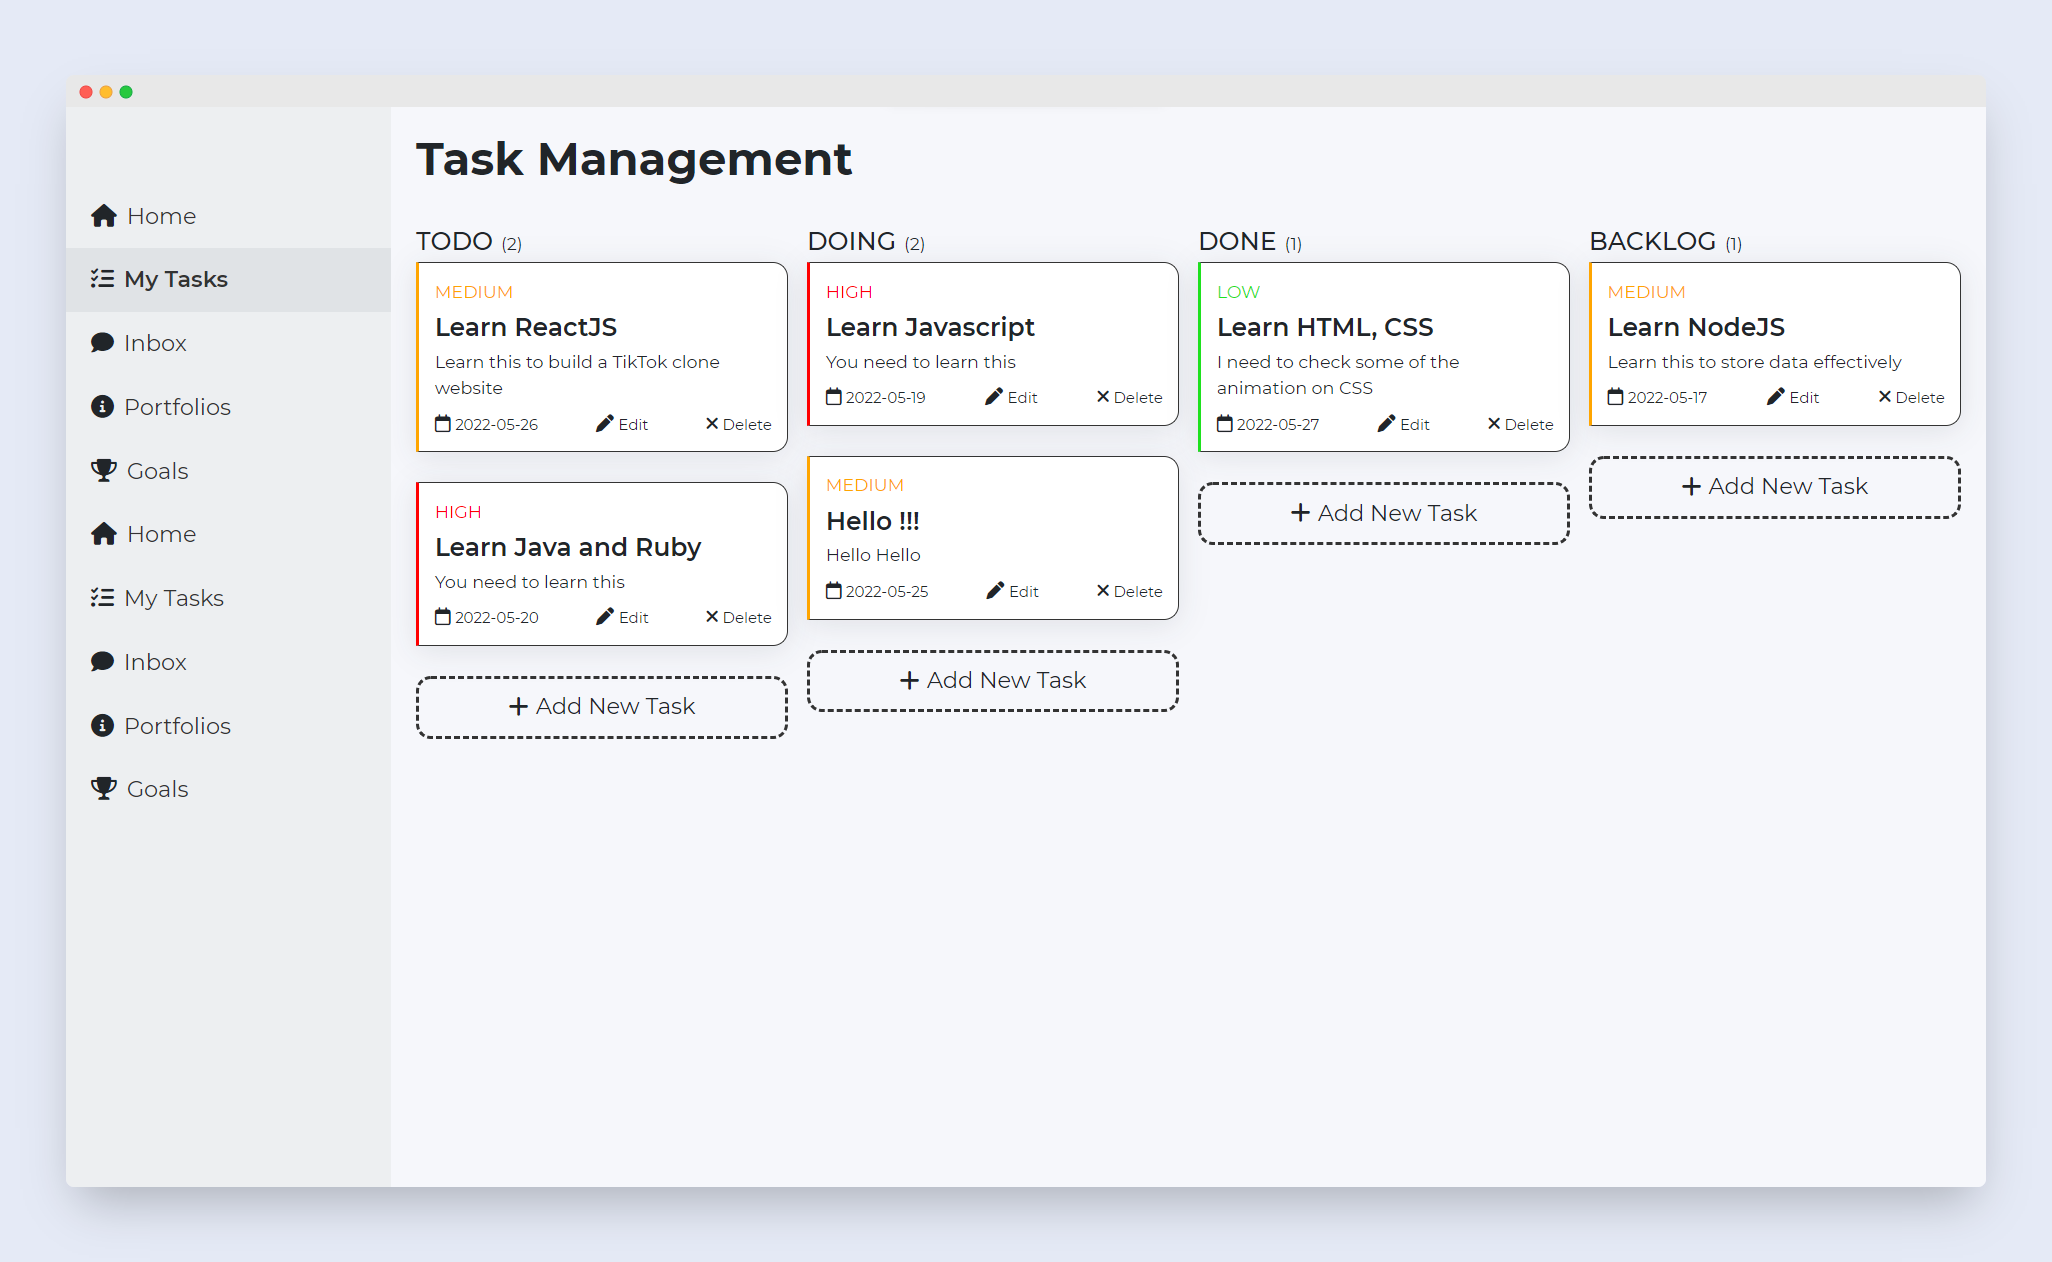 Home
My Tasks
Inbox
Portfolios
Goals
Home
My Tasks
Inbox
Portfolios
Goals
Task Management
TODO (2)
MEDIUM
Learn ReactJS
Learn this to build a TikTok clone
website
2022-05-26 Edit Delete
HIGH
Learn Java and Ruby
You need to learn this
2022-05-20 Edit Delete
Add New Task
DOING (2)
HIGH
Learn Javascript
You need to learn this
2022-05-19 Edit Delete
MEDIUM
Hello !!!
Hello Hello
2022-05-25 Edit Delete
Add New Task
DONE (1)
LOW
Learn HTML, CSS
I need to check some of the
animation on CSS
2022-05-27 Edit Delete
Add New Task
BACKLOG (1)
MEDIUM
Learn NodeJS
Learn this to store data effectively
2022-05-17 Edit Delete
Add New Task